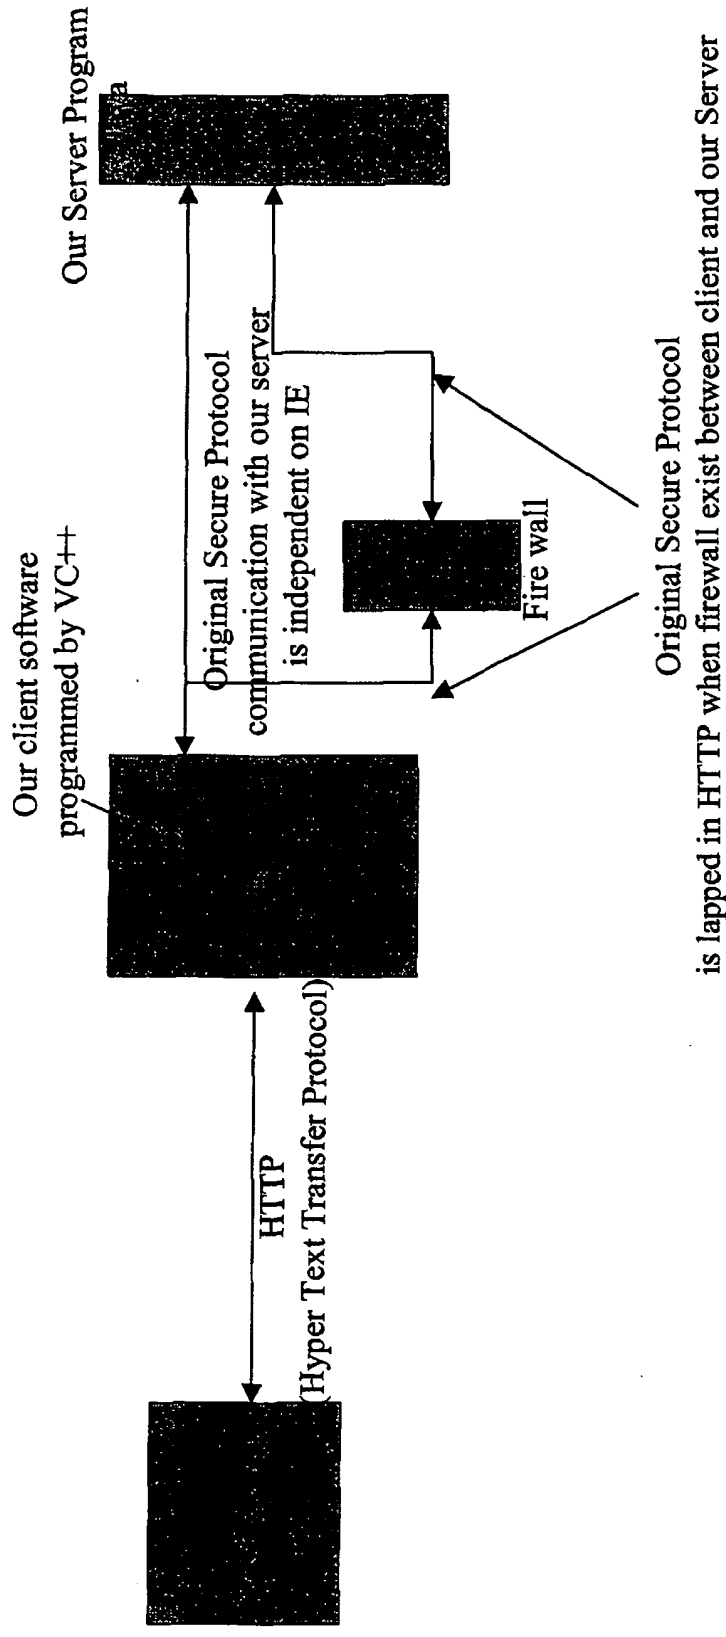 Our client software
programmed by VC++
Our Server Program
a
HTTP
(Hyper Text Transfer Protocol)
Original Secure Protocol
communication with our server
is independent on IE
Fire wall
Original Secure Protocol
is lapped in HTTP when firewall exist between client and our Server